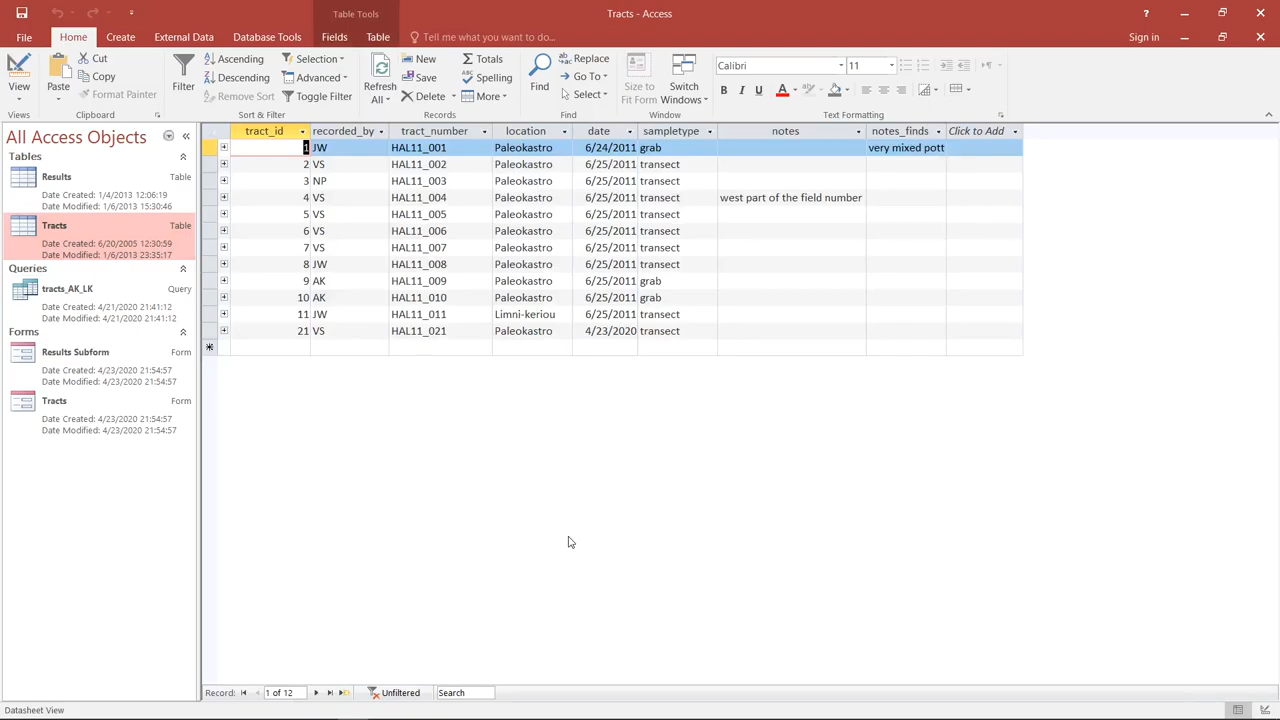 Table Tools
Tracts - Access
?
File
Home
Create
External Data
Database Tools
Fields
Table
Tell me what you want to do...
Sign in
View
Views
Paste
Cut
Copy
Format Painter
Clipboard
Filter
Ascending
Descending
Remove Sort
Selection
Advanced
Toggle Filter
Sort & Filter
Refresh All
New
Save
Delete
Totals
Spelling
More
Records
Find
Replace
Go To
Select
Find
Size to Fit Form
Switch Windows
Window
Calibri
11
B I U
Text Formatting
All Access Objects
Tables
Results Table
Date Created: 1/4/2013 12:06:19
Date Modified: 1/6/2013 15:30:46
Tracts Table
Date Created: 6/20/2005 12:30:59
Date Modified: 1/6/2013 23:35:17
Queries
tracts_AK_LK Query
Date Created: 4/21/2020 21:41:12
Date Modified: 4/21/2020 21:41:12
Forms
Results Subform Form
Date Created: 4/23/2020 21:54:57
Date Modified: 4/23/2020 21:54:57
Tracts Form
Date Created: 4/23/2020 21:54:57
Date Modified: 4/23/2020 21:54:57
tract_id recorded_by tract_number location date sampletype notes notes_finds Click to Add
1 JW HAL11_001 Paleokastro 6/24/2011 grab very mixed pott
2 VS HAL11_002 Paleokastro 6/25/2011 transect
3 NP HAL11_003 Paleokastro 6/25/2011 transect
4 VS HAL11_004 Paleokastro 6/25/2011 transect west part of the field number
5 VS HAL11_005 Paleokastro 6/25/2011 transect
6 VS HAL11_006 Paleokastro 6/25/2011 transect
7 VS HAL11_007 Paleokastro 6/25/2011 transect
8 JW HAL11_008 Paleokastro 6/25/2011 transect
9 AK HAL11_009 Paleokastro 6/25/2011 grab
10 AK HAL11_010 Paleokastro 6/25/2011 grab
11 JW HAL11_011 Limni-keriou 6/25/2011 transect
21 VS HAL11_021 Paleokastro 4/23/2020 transect
Record: 1 of 12 Unfiltered Search
Datasheet View